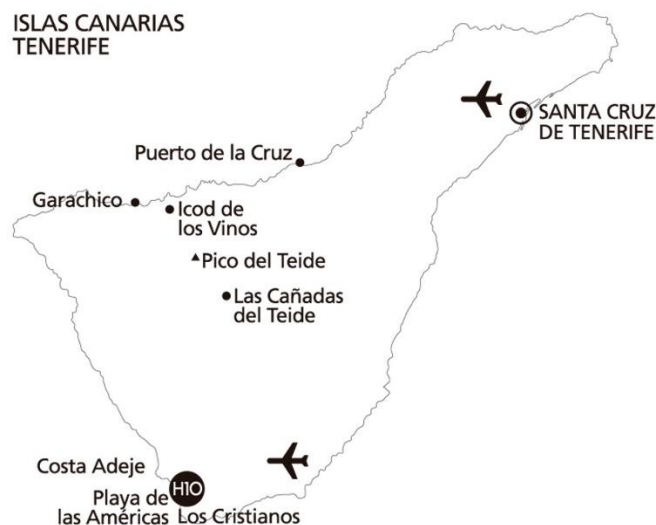 ISLAS CANARIAS
TENERIFE
SANTA CRUZ
DE TENERIFE
Puerto de la Cruz
Garachico
Icod de
los Vinos
Pico del Teide
Las Cañadas
del Teide
Costa Adeje
H10
Playa de
las Américas
Los Cristianos